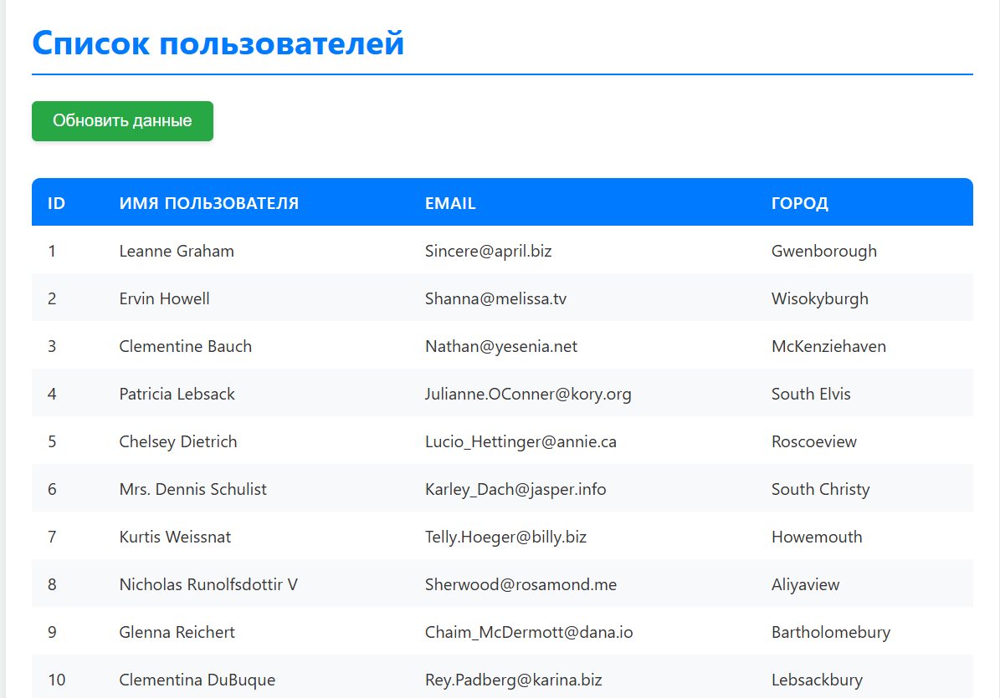 Список пользователей
Обновить данные
ID ИМЯ ПОЛЬЗОВАТЕЛЯ EMAIL ГОРОД
1 Leanne Graham Sincere@april.biz Gwenborough
2 Ervin Howell Shanna@melissa.tv Wisokyburgh
3 Clementine Bauch Nathan@yesenia.net McKenziehaven
4 Patricia Lebsack Julianne.OConner@kory.org South Elvis
5 Chelsey Dietrich Lucio_Hettinger@annie.ca Roscoeview
6 Mrs. Dennis Schulist Karley_Dach@jasper.info South Christy
7 Kurtis Weissnat Telly.Hoeger@billy.biz Howemouth
8 Nicholas Runolfsdottir V Sherwood@rosamond.me Aliyaview
9 Glenna Reichert Chaim_McDermott@dana.io Bartholomebury
10 Clementina DuBuque Rey.Padberg@karina.biz Lebsackbury